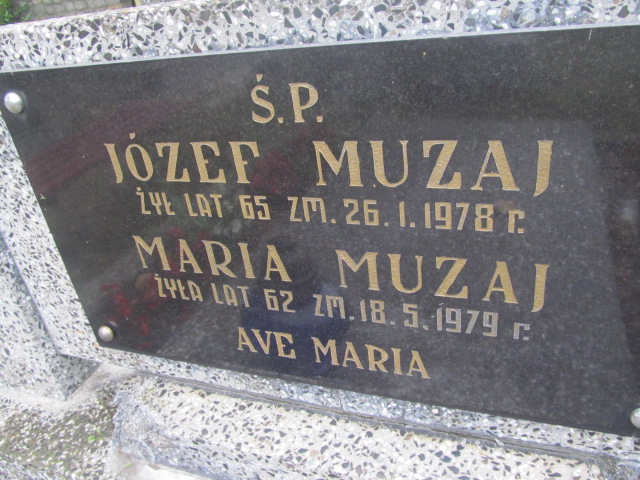 Ś.P.
JÓZEF MUZAJ
ŻYŁ LAT 65 ZM. 26.1.1978 r.
MARIA MUZAJ
ŻYŁA LAT 62 ZM. 18.5.1979 r.
AVE MARIA